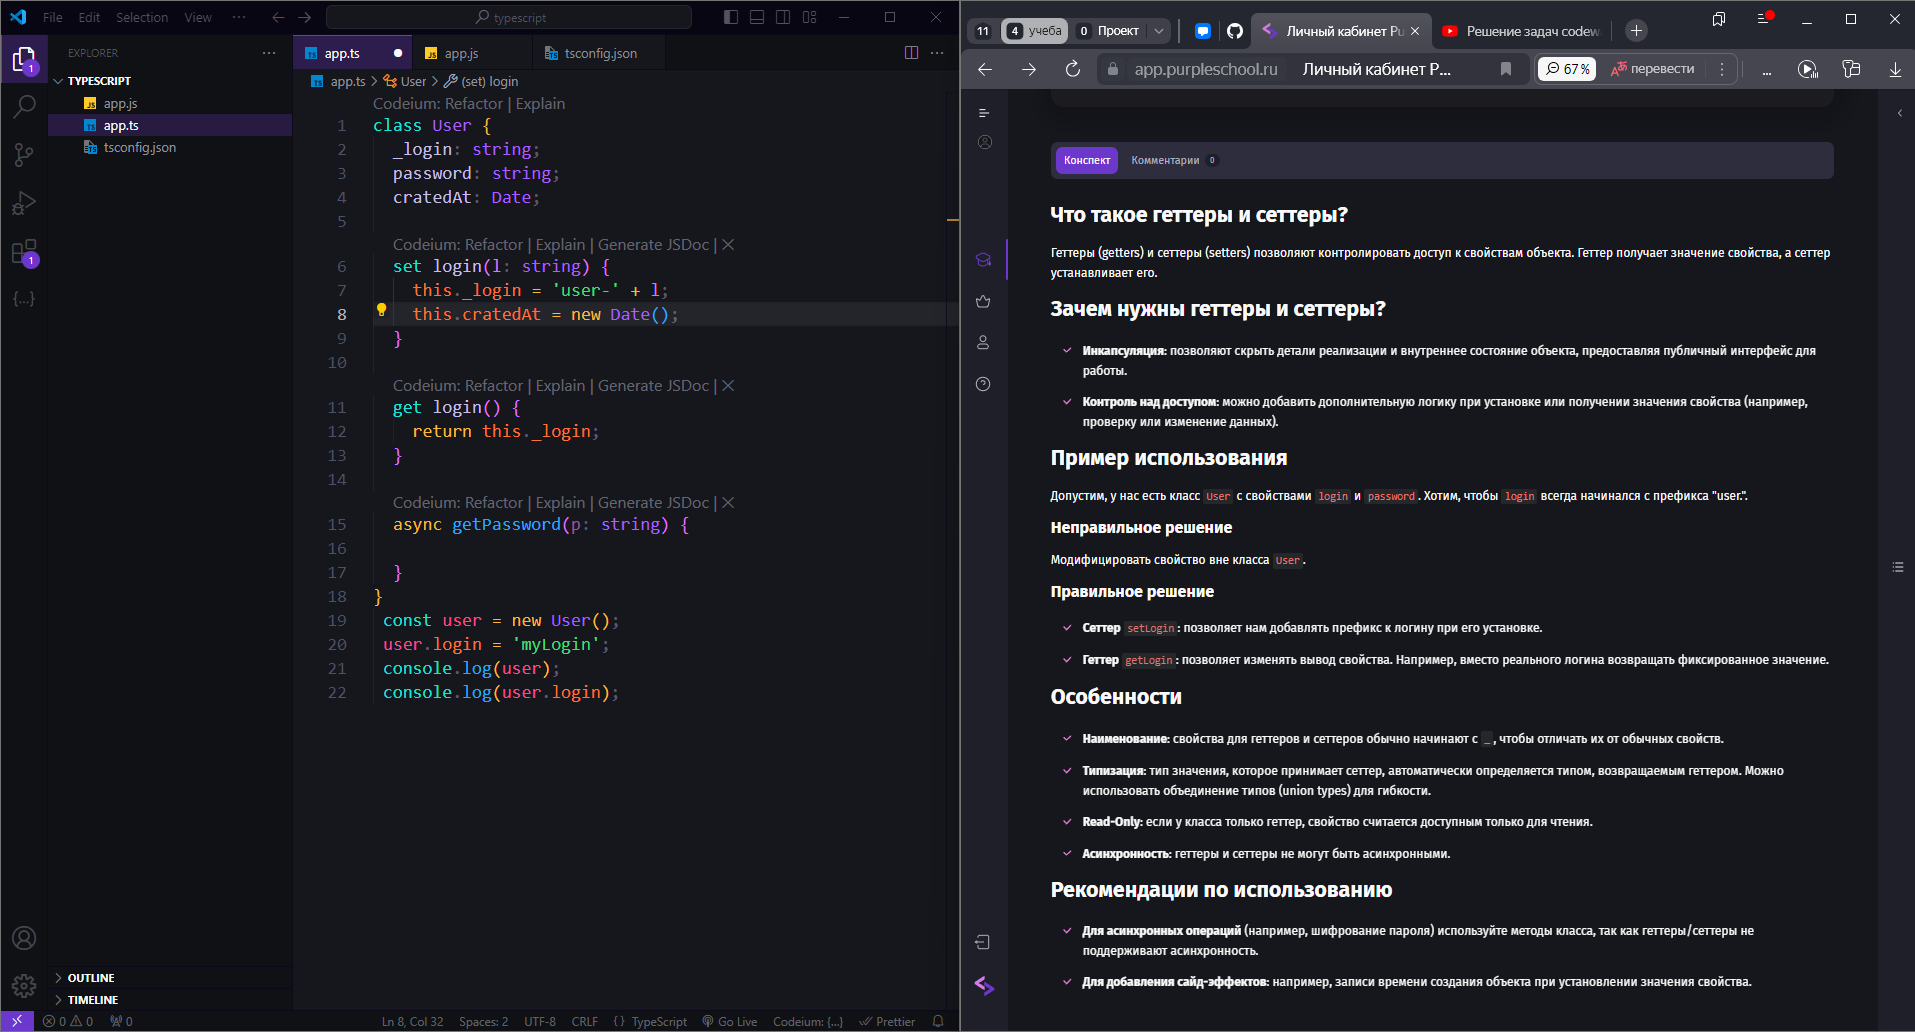 File Edit Selection View ··· typescript
EXPLORER ···
TYPESCRIPT
app.js
app.ts
tsconfig.json
OUTLINE
TIMELINE
app.ts app.js tsconfig.json
app.ts > User > (set) login
Codeium: Refactor | Explain
1 class User {
2 _login: string;
3 password: string;
4 cratedAt: Date;
5
Codeium: Refactor | Explain | Generate JSDoc | ×
6 set login(l: string) {
7 this._login = 'user-' + l;
8 this.cratedAt = new Date();
9 }
10
Codeium: Refactor | Explain | Generate JSDoc | ×
11 get login() {
12 return this._login;
13 }
14
Codeium: Refactor | Explain | Generate JSDoc | ×
15 async getPassword(p: string) {
16
17 }
18 }
19 const user = new User();
20 user.login = 'myLogin';
21 console.log(user);
22 console.log(user.login);
0 0 0 Ln 8, Col 32 Spaces: 2 UTF-8 CRLF {} TypeScript Go Live Codeium: {...} Prettier
11 4 учеба 0 Проект Личный кабинет Pu Решение задач codew
app.purpleschool.ru Личный кабинет P... 67% перевести
Конспект Комментарии 0
Что такое геттеры и сеттеры?
Геттеры (getters) и сеттеры (setters) позволяют контролировать доступ к свойствам объекта. Геттер получает значение свойства, а сеттер
устанавливает его.
Зачем нужны геттеры и сеттеры?
Инкапсуляция: позволяют скрыть детали реализации и внутреннее состояние объекта, предоставляя публичный интерфейс для
работы.
Контроль над доступом: можно добавить дополнительную логику при установке или получении значения свойства (например,
проверку или изменение данных).
Пример использования
Допустим, у нас есть класс User с свойствами login и password. Хотим, чтобы login всегда начинался с префикса "user.".
Неправильное решение
Модифицировать свойство вне класса User.
Правильное решение
Сеттер setLogin: позволяет нам добавлять префикс к логину при его установке.
Геттер getLogin: позволяет изменять вывод свойства. Например, вместо реального логина возвращать фиксированное значение.
Особенности
Наименование: свойства для геттеров и сеттеров обычно начинают с _, чтобы отличать их от обычных свойств.
Типизация: тип значения, которое принимает сеттер, автоматически определяется типом, возвращаемым геттером. Можно
использовать объединение типов (union types) для гибкости.
Read-Only: если у класса только геттер, свойство считается доступным только для чтения.
Асинхронность: геттеры и сеттеры не могут быть асинхронными.
Рекомендации по использованию
Для асинхронных операций (например, шифрование пароля) используйте методы класса, так как геттеры/сеттеры не
поддерживают асинхронность.
Для добавления сайд-эффектов: например, записи времени создания объекта при установлении значения свойства.